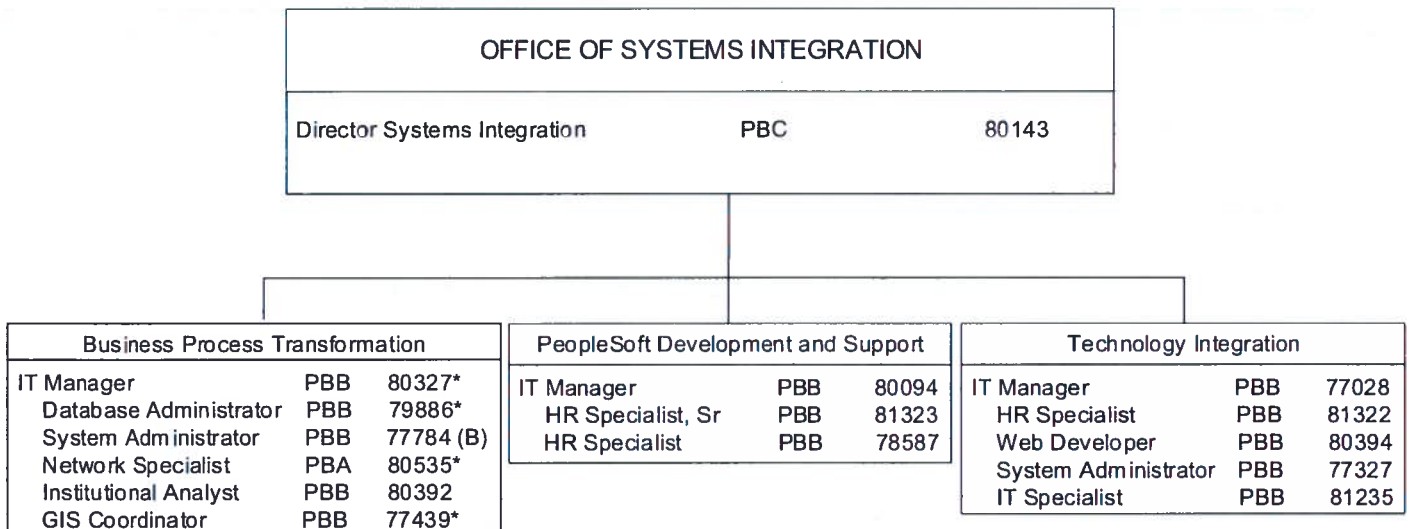 OFFICE OF SYSTEMS INTEGRATION
Director Systems Integration PBC 80143
Business Process Transformation
IT Manager PBB 80327*
Database Administrator PBB 79886*
System Administrator PBB 77784 (B)
Network Specialist PBA 80535*
Institutional Analyst PBB 80392
GIS Coordinator PBB 77439*
PeopleSoft Development and Support
IT Manager PBB 80094
HR Specialist, Sr PBB 81323
HR Specialist PBB 78587
Technology Integration
IT Manager PBB 77028
HR Specialist PBB 81322
Web Developer PBB 80394
System Administrator PBB 77327
IT Specialist PBB 81235